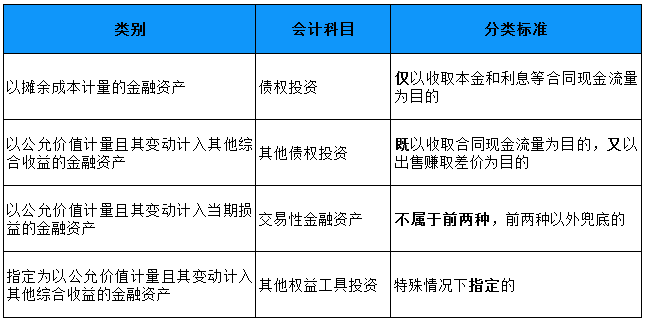 类别 会计科目 分类标准
以摊余成本计量的金融资产 债权投资 仅以收取本金和利息等合同现金流量
为目的
以公允价值计量且其变动计入其他综
合收益的金融资产
其他债权投资
既以收取合同现金流量为目的，又以
出售赚取差价为目的
以公允价值计量且其变动计入当期损
益的金融资产
交易性金融资产
不属于前两种，前两种以外兜底的
指定为以公允价值计量且其变动计入
其他综合收益的金融资产
其他权益工具投资
特殊情况下指定的